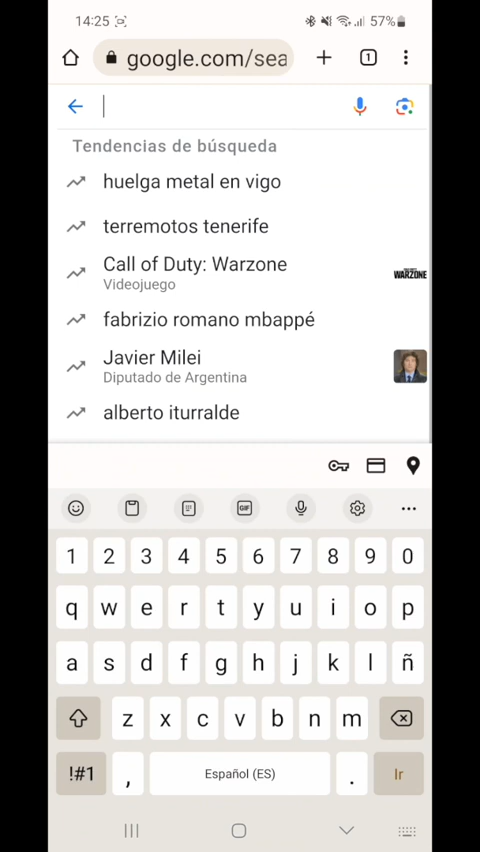 14:25 57%
google.com/sea 1
Tendencias de búsqueda
huelga metal en vigo
terremotos tenerife
Call of Duty: Warzone
Videojuego
WARZONE
fabrizio romano mbappé
Javier Milei
Diputado de Argentina
alberto iturralde
GIF
1 2 3 4 5 6 7 8 9 0
q w e r t y u i o p
a s d f g h j k l ñ
z x c v b n m
!#1 , Español (ES) . Ir